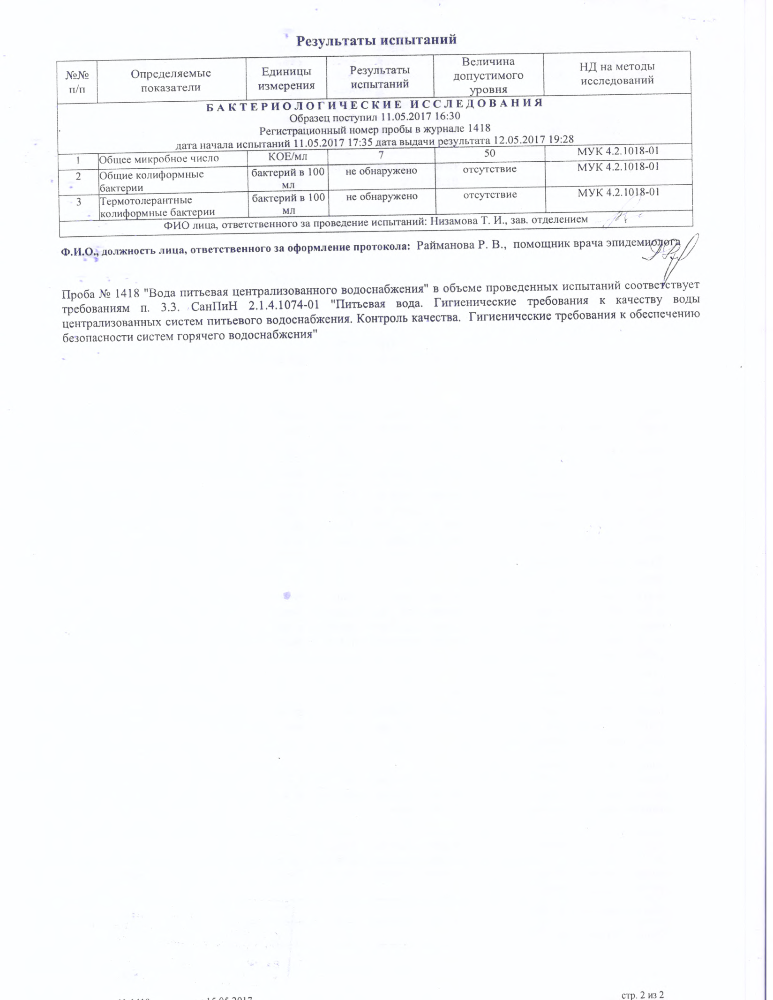 Результаты испытаний
№№ п/п
Определяемые показатели
Единицы измерения
Результаты испытаний
Величина допустимого уровня
НД на методы исследований
БАКТЕРИОЛОГИЧЕСКИЕ ИССЛЕДОВАНИЯ
Образец поступил 11.05.2017 16:30
Регистрационный номер пробы в журнале 1418
дата начала испытаний 11.05.2017 17:35 дата выдачи результата 12.05.2017 19:28
1 Общее микробное число КОЕ/мл 7 50 МУК 4.2.1018-01
2 Общие колиформные бактерии бактерий в 100 мл не обнаружено отсутствие МУК 4.2.1018-01
3 Термотолерантные колиформные бактерии бактерий в 100 мл не обнаружено отсутствие МУК 4.2.1018-01
ФИО лица, ответственного за проведение испытаний: Низамова Т. И., зав. отделением
Ф.И.О., должность лица, ответственного за оформление протокола: Райманова Р. В., помощник врача эпидемиолога
Проба № 1418 "Вода питьевая централизованного водоснабжения" в объеме проведенных испытаний соответствует
требованиям п. 3.3. СанПиН 2.1.4.1074-01 "Питьевая вода. Гигиенические требования к качеству воды
централизованных систем питьевого водоснабжения. Контроль качества. Гигиенические требования к обеспечению
безопасности систем горячего водоснабжения"
15.05.2017
стр. 2 из 2